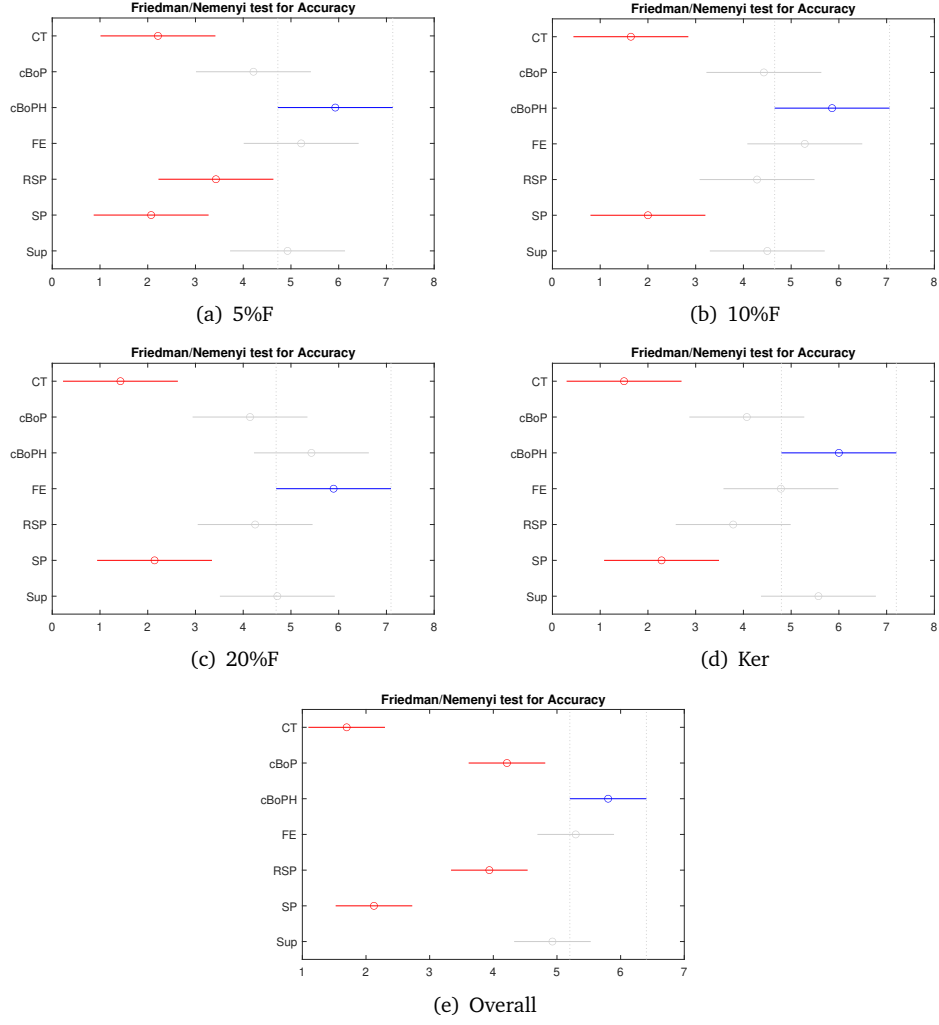 Friedman/Nemenyi test for Accuracy
CT
cBoP
cBoPH
FE
RSP
SP
Sup
0 1 2 3 4 5 6 7 8
(a) 5%F
Friedman/Nemenyi test for Accuracy
CT
cBoP
cBoPH
FE
RSP
SP
Sup
0 1 2 3 4 5 6 7 8
(b) 10%F
Friedman/Nemenyi test for Accuracy
CT
cBoP
cBoPH
FE
RSP
SP
Sup
0 1 2 3 4 5 6 7 8
(c) 20%F
Friedman/Nemenyi test for Accuracy
CT
cBoP
cBoPH
FE
RSP
SP
Sup
0 1 2 3 4 5 6 7 8
(d) Ker
Friedman/Nemenyi test for Accuracy
CT
cBoP
cBoPH
FE
RSP
SP
Sup
1 2 3 4 5 6 7
(e) Overall